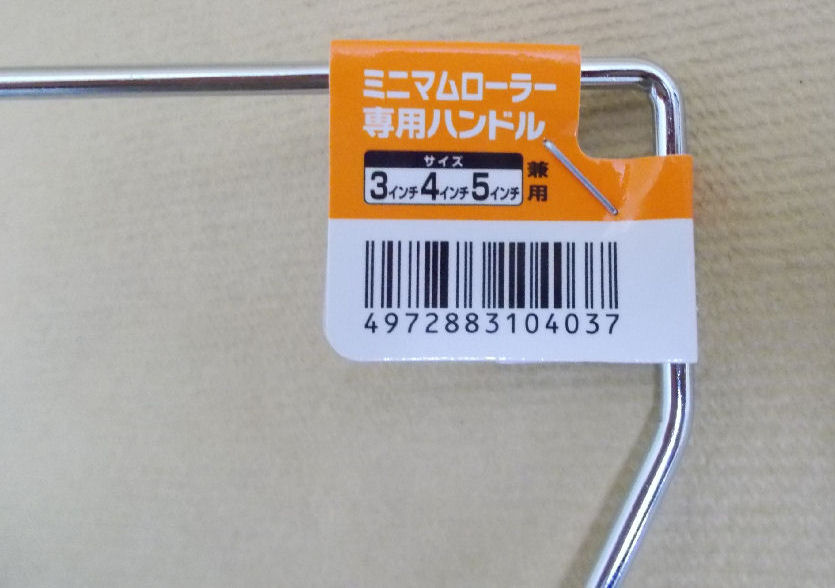 ミニマムローラー
専用ハンドル
サイズ
3インチ4インチ5インチ 兼用
4972883104037